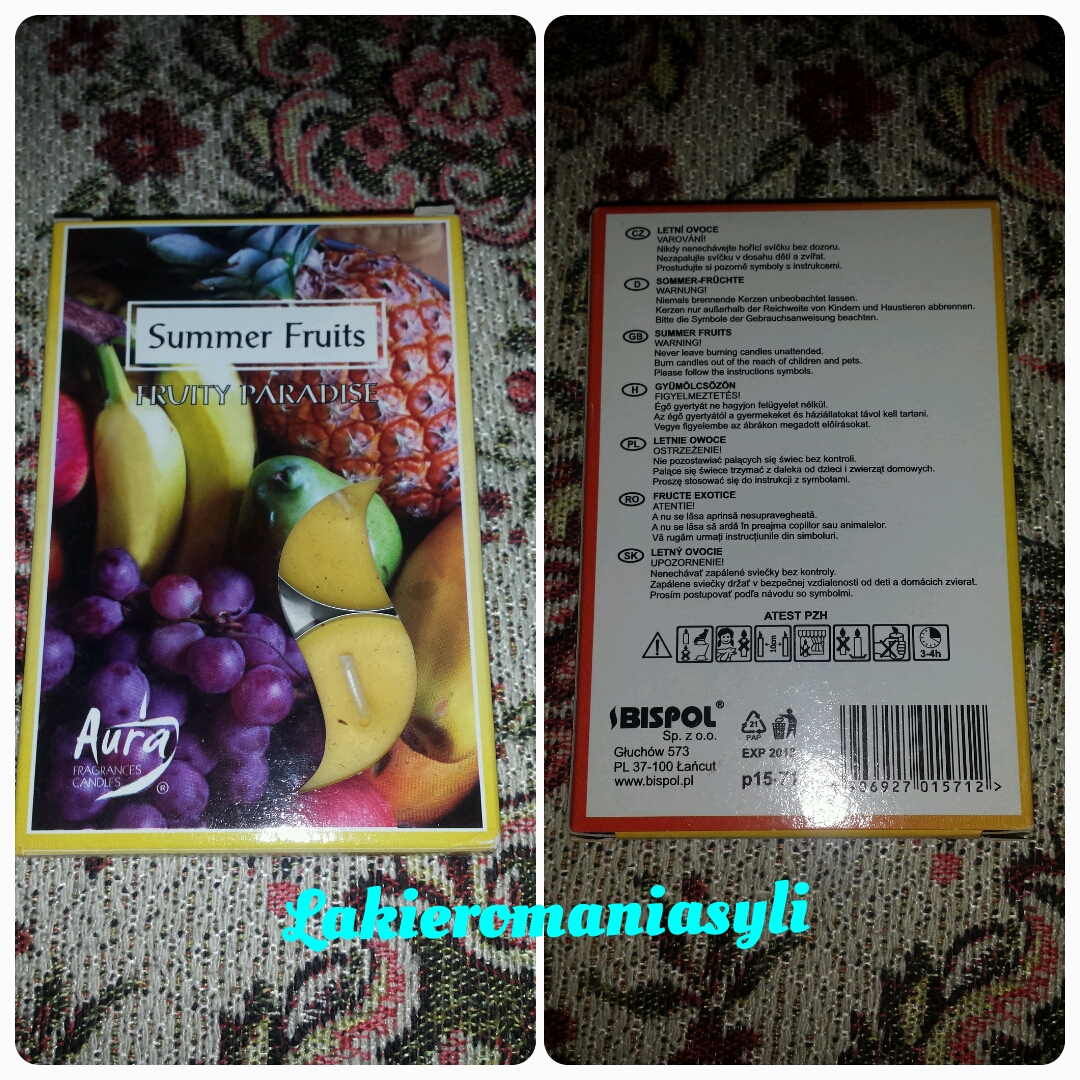 Summer Fruits
FRUITY PARADISE
Aura
FRAGRANCES
CANDLES ®
CZ LETNÍ OVOCE
VAROVÁNÍ!
Nikdy nenechávejte hořící svíčku bez dozoru.
Nezapalujte svíčku v dosahu dětí a zvířat.
Prostudujte si pozorně symboly s instrukcemi.
D SOMMER-FRÜCHTE
WARNUNG!
Niemals brennende Kerzen unbeobachtet lassen.
Kerzen nur außerhalb der Reichweite von Kindern und Haustieren abbrennen.
Bitte die Symbole der Gebrauchsanweisung beachten.
GB SUMMER FRUITS
WARNING!
Never leave burning candles unattended.
Burn candles out of the reach of children and pets.
Please follow the instructions symbols.
H GYÜMÖLCSÖZÖN
FIGYELMEZTETÉS!
Égő gyertyát ne hagyjon felügyelet nélkül.
Az égő gyertyától a gyermekeket és háziállatokat távol kell tartani.
Vegye figyelembe az ábrákon megadott előírásokat.
PL LETNIE OWOCE
OSTRZEŻENIE!
Nie pozostawiać palących się świec bez kontroli.
Palące się świece trzymać z daleka od dzieci i zwierząt domowych.
Proszę stosować się do instrukcji z symbolami.
RO FRUCTE EXOTICE
ATENTIE!
A nu se lăsa aprinsă nesupravegheată.
A nu se lăsa să ardă în preajma copiilor sau animalelor.
Vă rugăm urmați instrucțiunile din simboluri.
SK LETNÝ OVOCIE
UPOZORNENIE!
Nenechávať zapálené sviečky bez kontroly.
Zapálene sviečky držať v bezpečnej vzdialenosti od deti a domácich zvierat.
Prosím postupovať podľa návodu so symbolmi.
ATEST PZH
10cm 3-4h
BISPOL®
Sp. z o.o.
Głuchów 573
PL 37-100 Łańcut
www.bispol.pl
21
PAP
EXP
p15-71
015712 >
Lakieromaniasyli